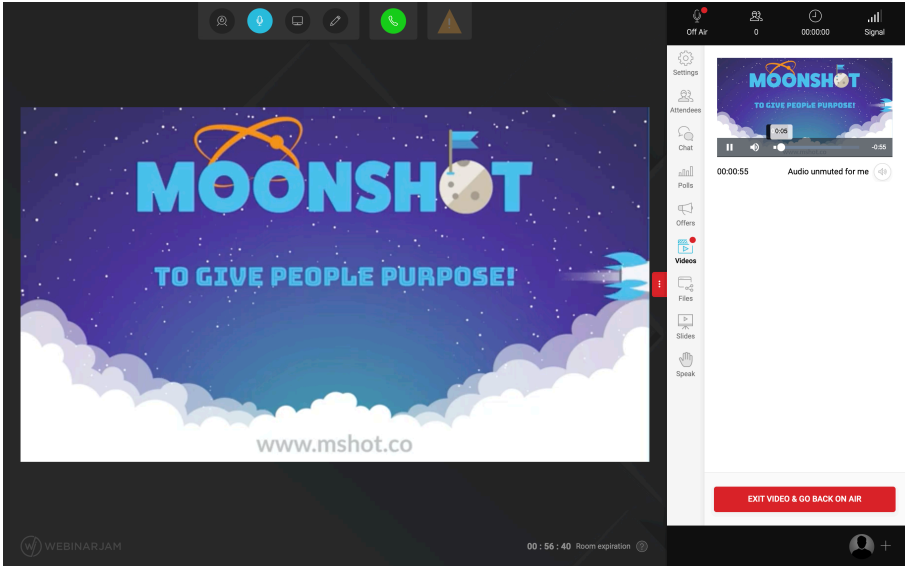 Off Air
0
00:00:00
Signal
MOONSHOT
TO GIVE PEOPLE PURPOSE!
www.mshot.co
WEBINARJAM
00 : 56 : 40 Room expiration ?
Settings
Attendees
Chat
Polls
Offers
Videos
Files
Slides
Speak
MOONSHOT
TO GIVE PEOPLE PURPOSE!
0:05
-0:55
00:00:55
Audio unmuted for me
EXIT VIDEO & GO BACK ON AIR